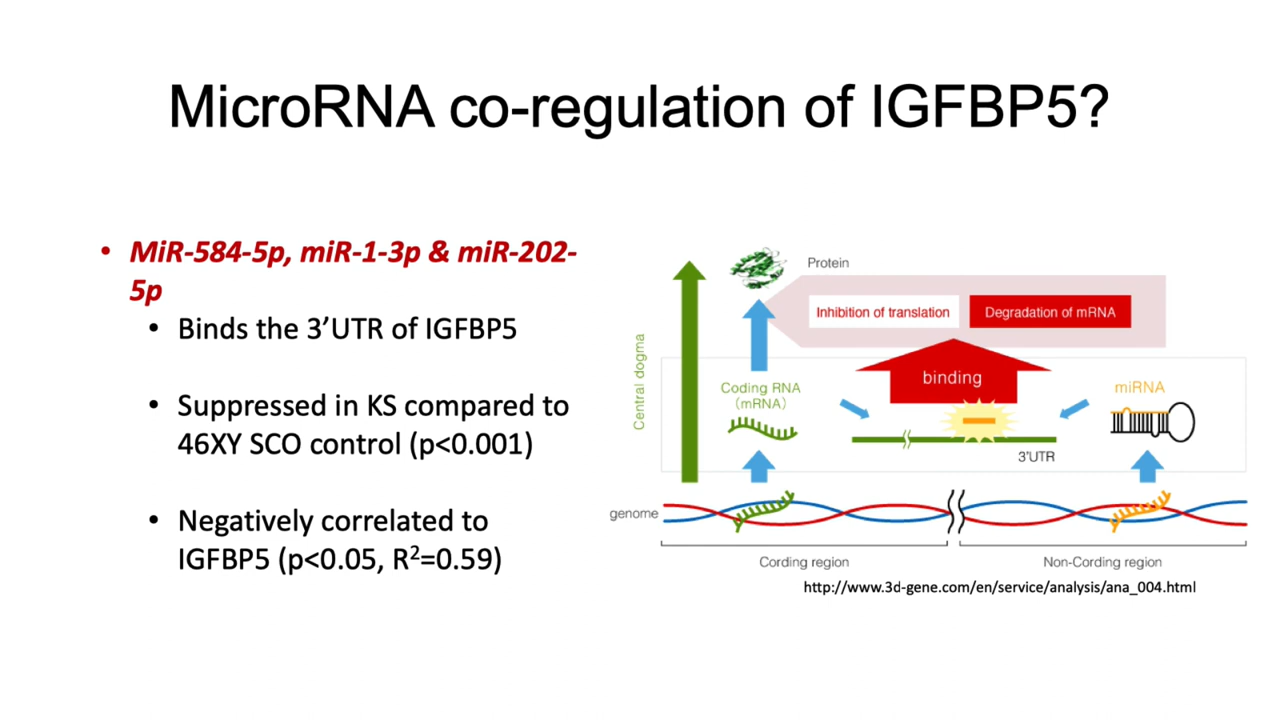 MicroRNA co-regulation of IGFBP5?
• MiR-584-5p, miR-1-3p & miR-202-
5p
• Binds the 3’UTR of IGFBP5
• Suppressed in KS compared to
46XY SCO control (p<0.001)
• Negatively correlated to
IGFBP5 (p<0.05, R²=0.59)
Central dogma
Protein
Inhibition of translation
Degradation of mRNA
binding
Coding RNA
(mRNA)
miRNA
3'UTR
genome
Cording region
Non-Cording region
http://www.3d-gene.com/en/service/analysis/ana_004.html